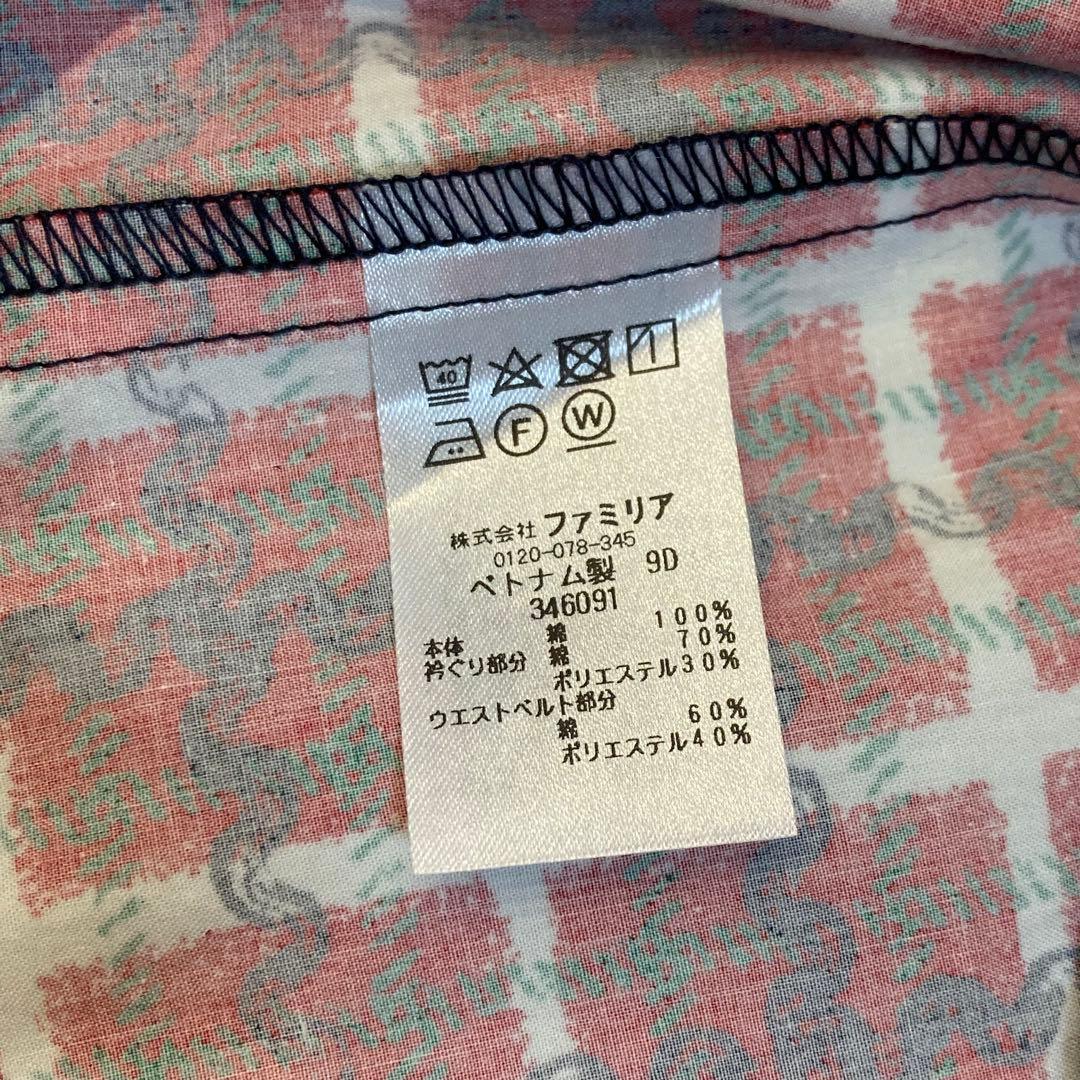 40
F W
株式会社 ファミリア
0120-078-345
ベトナム製 9D
346091
本体 綿 100%
衿ぐり部分 綿 70%
ポリエステル30%
ウエストベルト部分
綿 60%
ポリエステル40%